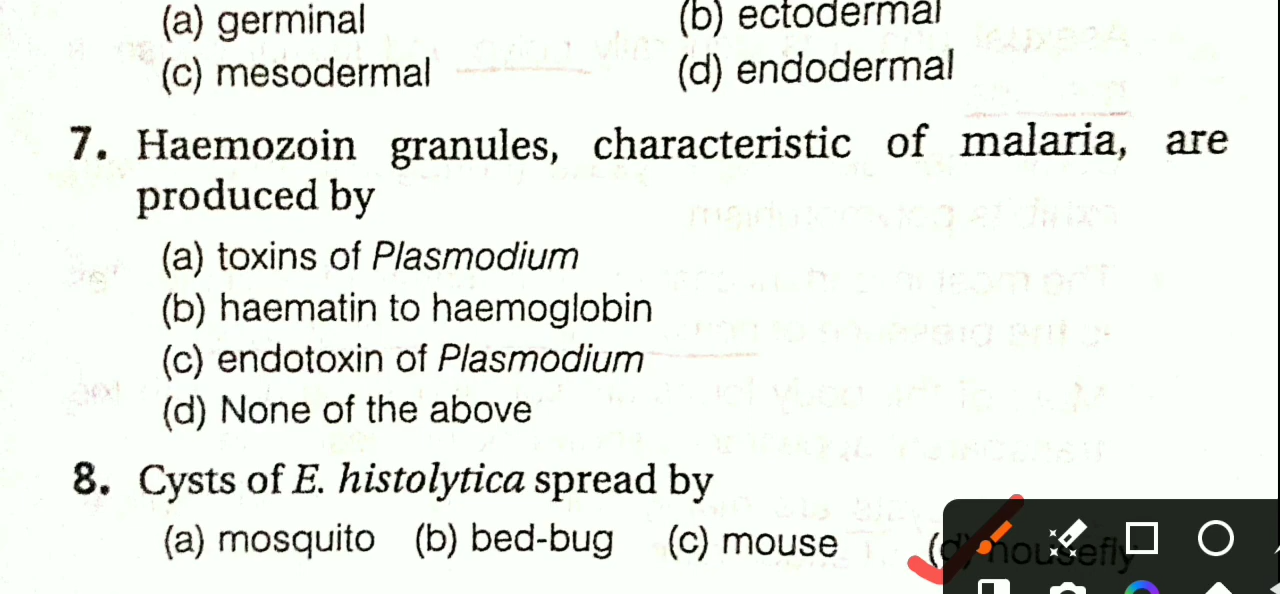 (a) germinal (b) ectodermal
(c) mesodermal (d) endodermal
7. Haemozoin granules, characteristic of malaria, are
produced by
(a) toxins of Plasmodium
(b) haematin to haemoglobin
(c) endotoxin of Plasmodium
(d) None of the above
8. Cysts of E. histolytica spread by
(a) mosquito (b) bed-bug (c) mouse (d) housefly